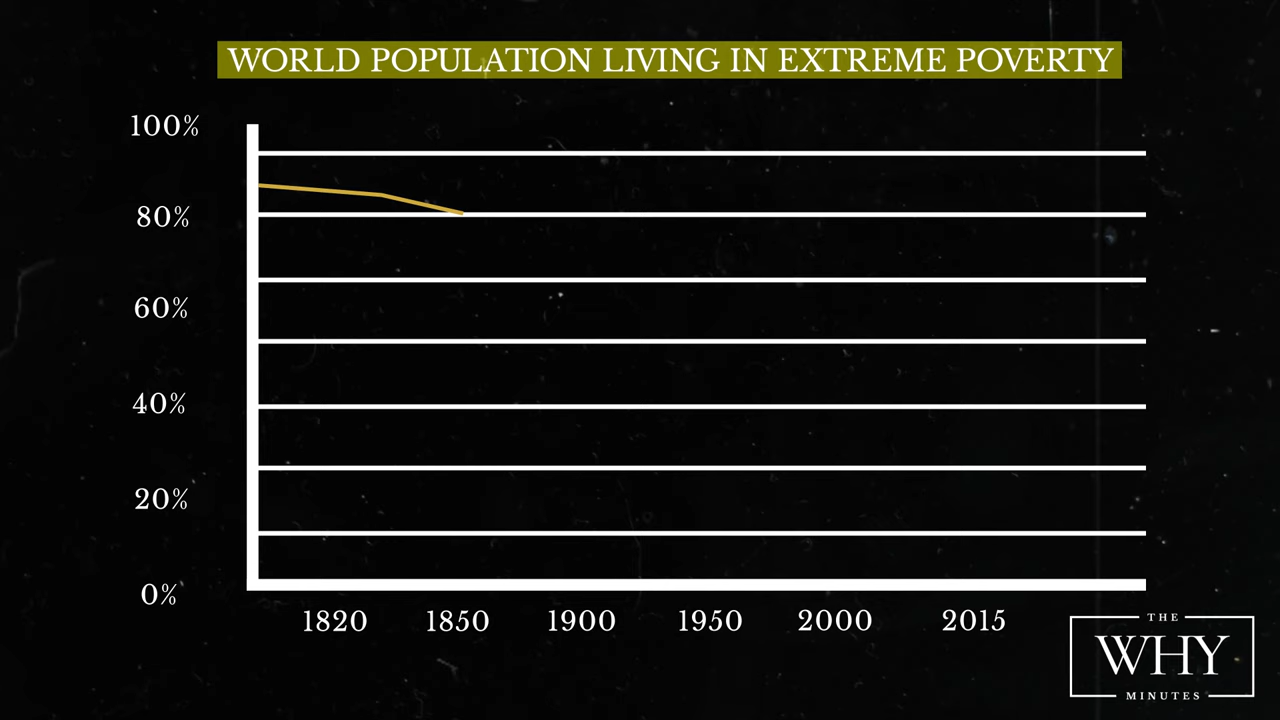 WORLD POPULATION LIVING IN EXTREME POVERTY
100%
80%
60%
40%
20%
0%
1820 1850 1900 1950 2000 2015
THE
WHY
MINUTES